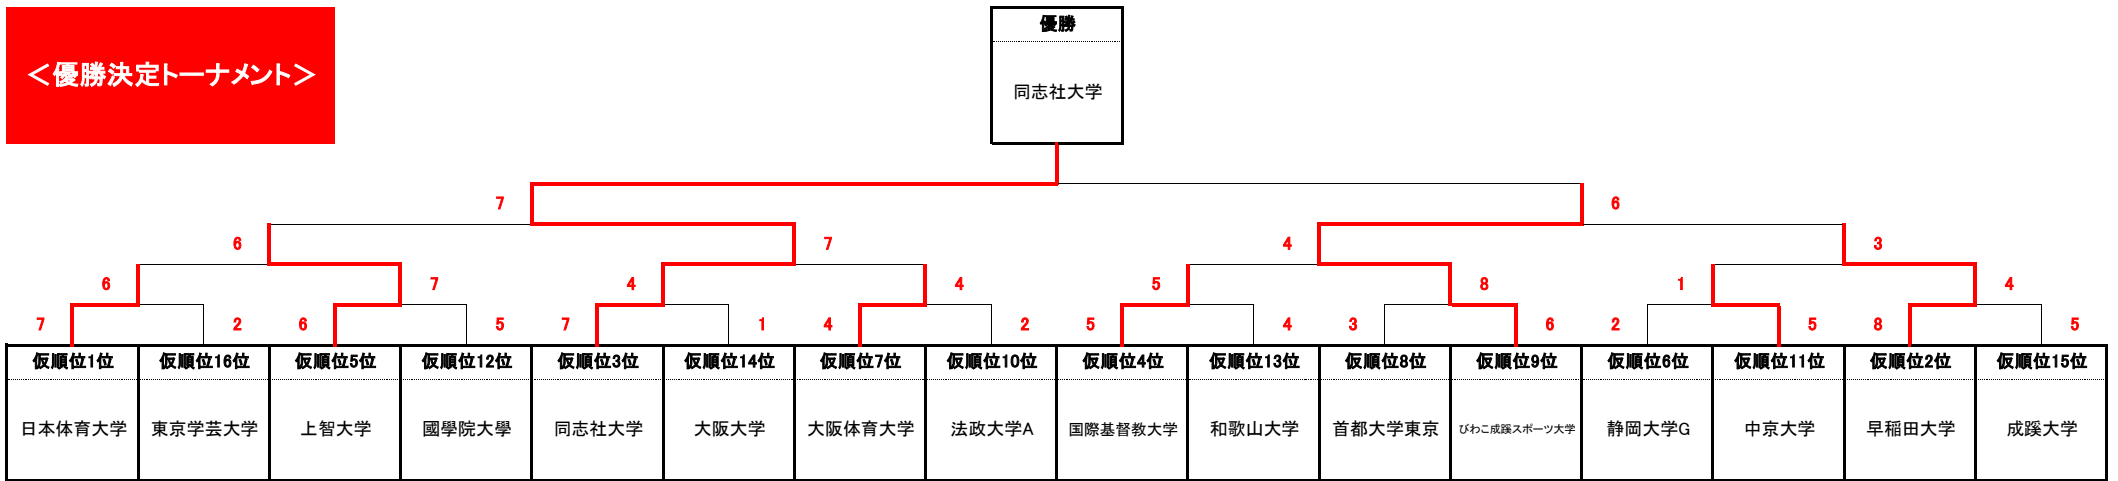 優勝
＜優勝決定トーナメント＞
同志社大学
7 6
6 7 4 3
6 7 4 4 5 8 1 4
7 2 6 5 7 1 4 2 5 4 3 6 2 5 8 5
仮順位1位 仮順位16位 仮順位5位 仮順位12位 仮順位3位 仮順位14位 仮順位7位 仮順位10位 仮順位4位 仮順位13位 仮順位8位 仮順位9位 仮順位6位 仮順位11位 仮順位2位 仮順位15位
日本体育大学 東京学芸大学 上智大学 國學院大學 同志社大学 大阪大学 大阪体育大学 法政大学A 国際基督教大学 和歌山大学 首都大学東京 びわこ成蹊スポーツ大学 静岡大学G 中京大学 早稲田大学 成蹊大学